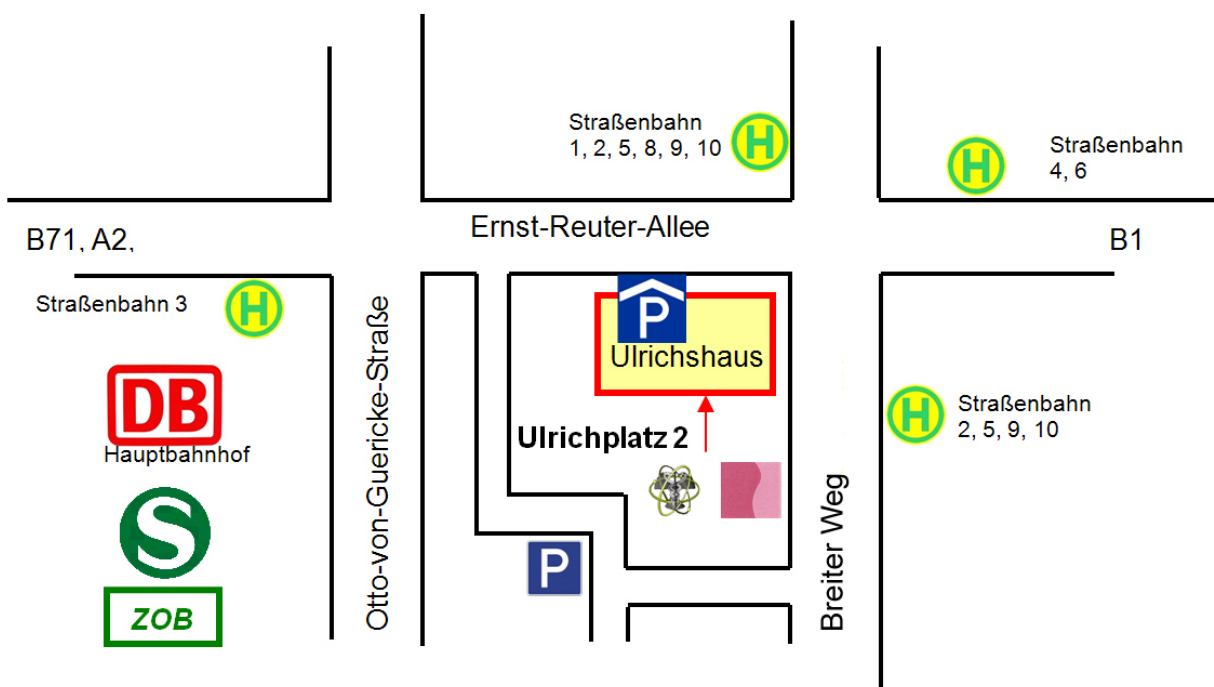 Straßenbahn
1, 2, 5, 8, 9, 10
H
H
Straßenbahn
4, 6
B71, A2,
Ernst-Reuter-Allee
B1
Straßenbahn 3
H
P
Ulrichshaus
DB
Hauptbahnhof
Otto-von-Guericke-Straße
Ulrichplatz 2
H
Straßenbahn
2, 5, 9, 10
S
P
Breiter Weg
ZOB